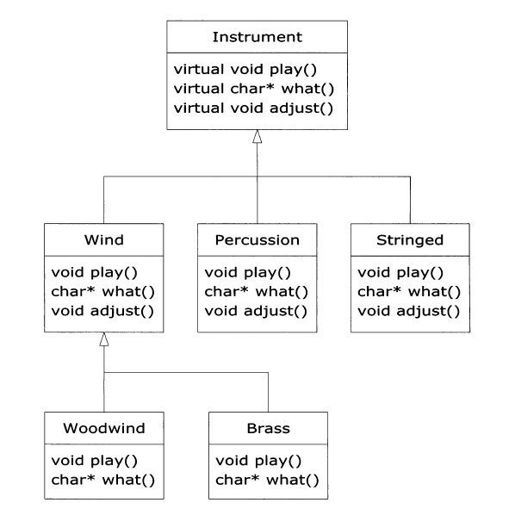 Instrument
virtual void play()
virtual char* what()
virtual void adjust()
Wind
void play()
char* what()
void adjust()
Percussion
void play()
char* what()
void adjust()
Stringed
void play()
char* what()
void adjust()
Woodwind
void play()
char* what()
Brass
void play()
char* what()